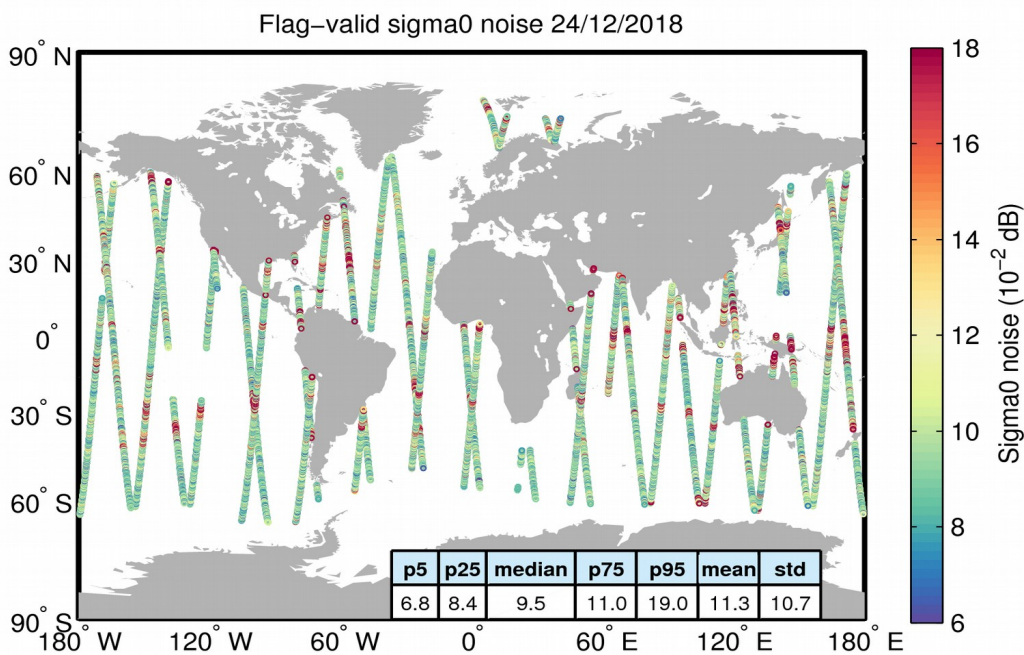 Flag−valid sigma0 noise 24/12/2018
90° N
60° N
30° N
0°
30° S
60° S
90° S
180° W
120° W
60° W
0°
60° E
120° E
180° E
p5 p25 median p75 p95 mean std
6.8 8.4 9.5 11.0 19.0 11.3 10.7
18
16
14
12
10
8
6
Sigma0 noise (10⁻² dB)